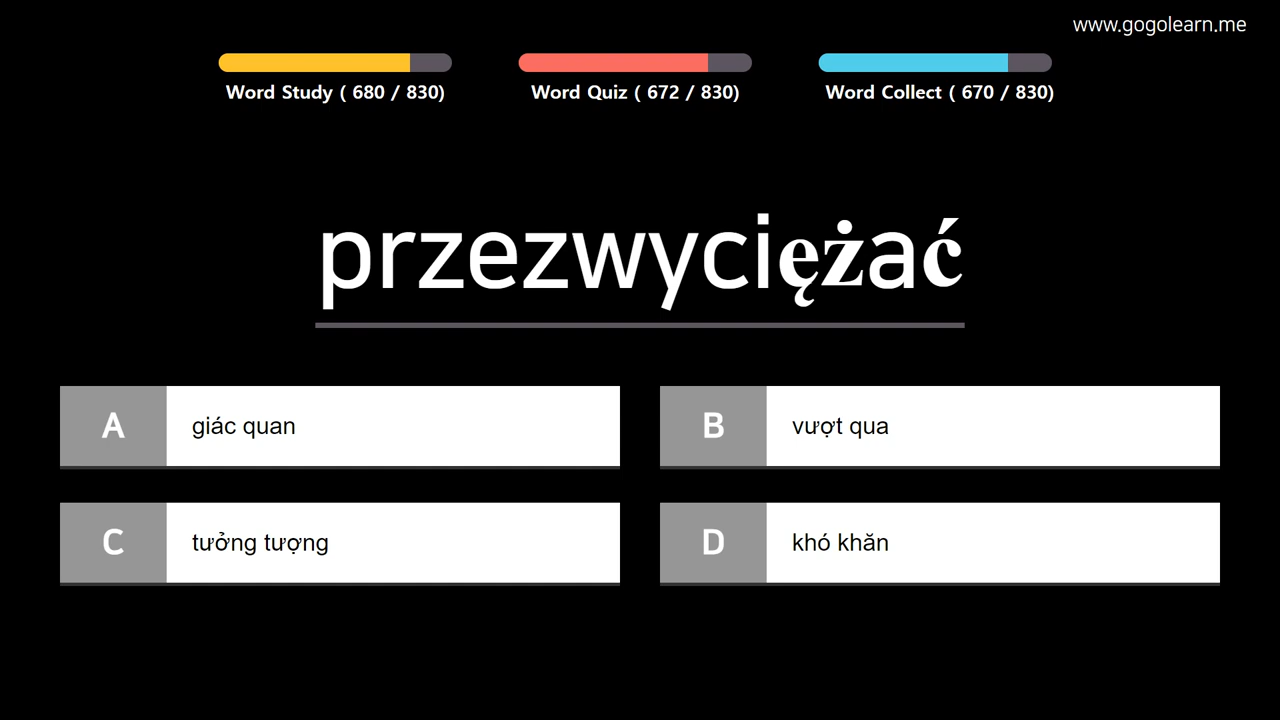 www.gogolearn.me
Word Study ( 680 / 830)
Word Quiz ( 672 / 830)
Word Collect ( 670 / 830)
przezwyciężać
A giác quan
B vượt qua
C tưởng tượng
D khó khăn